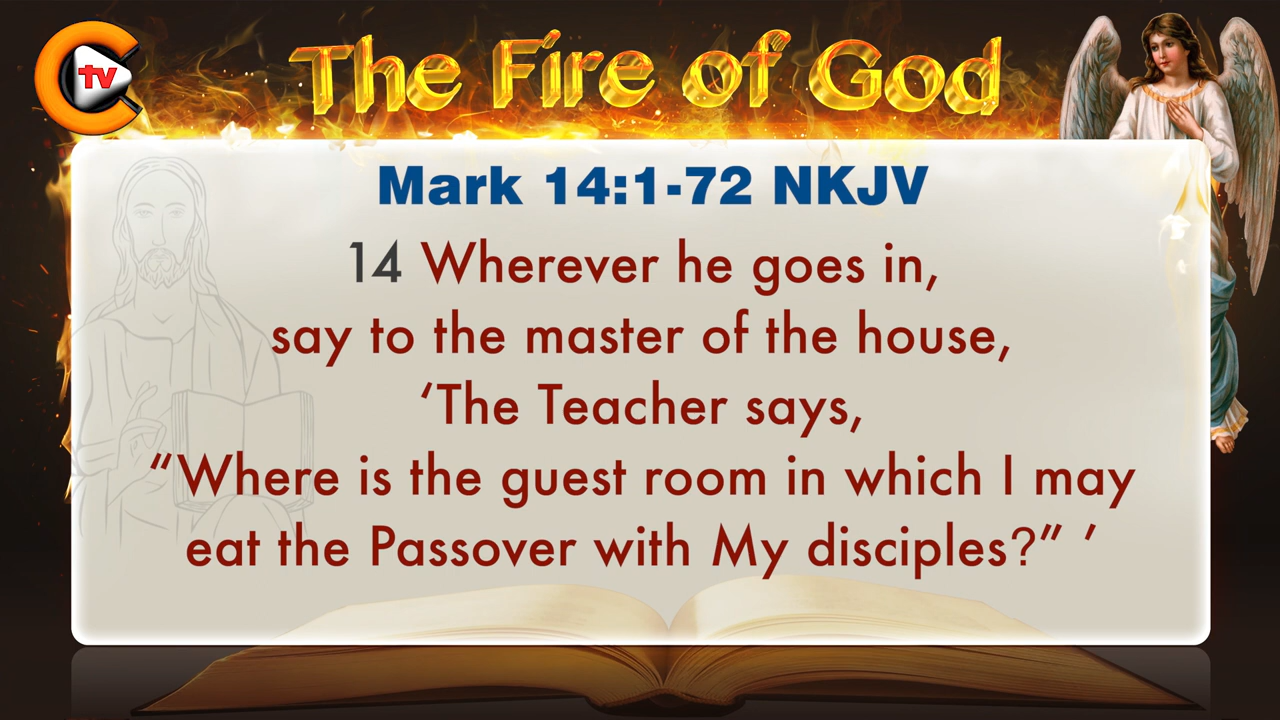 tv
The Fire of God
Mark 14:1-72 NKJV
14 Wherever he goes in,
say to the master of the house,
‘The Teacher says,
“Where is the guest room in which I may
eat the Passover with My disciples?” ’